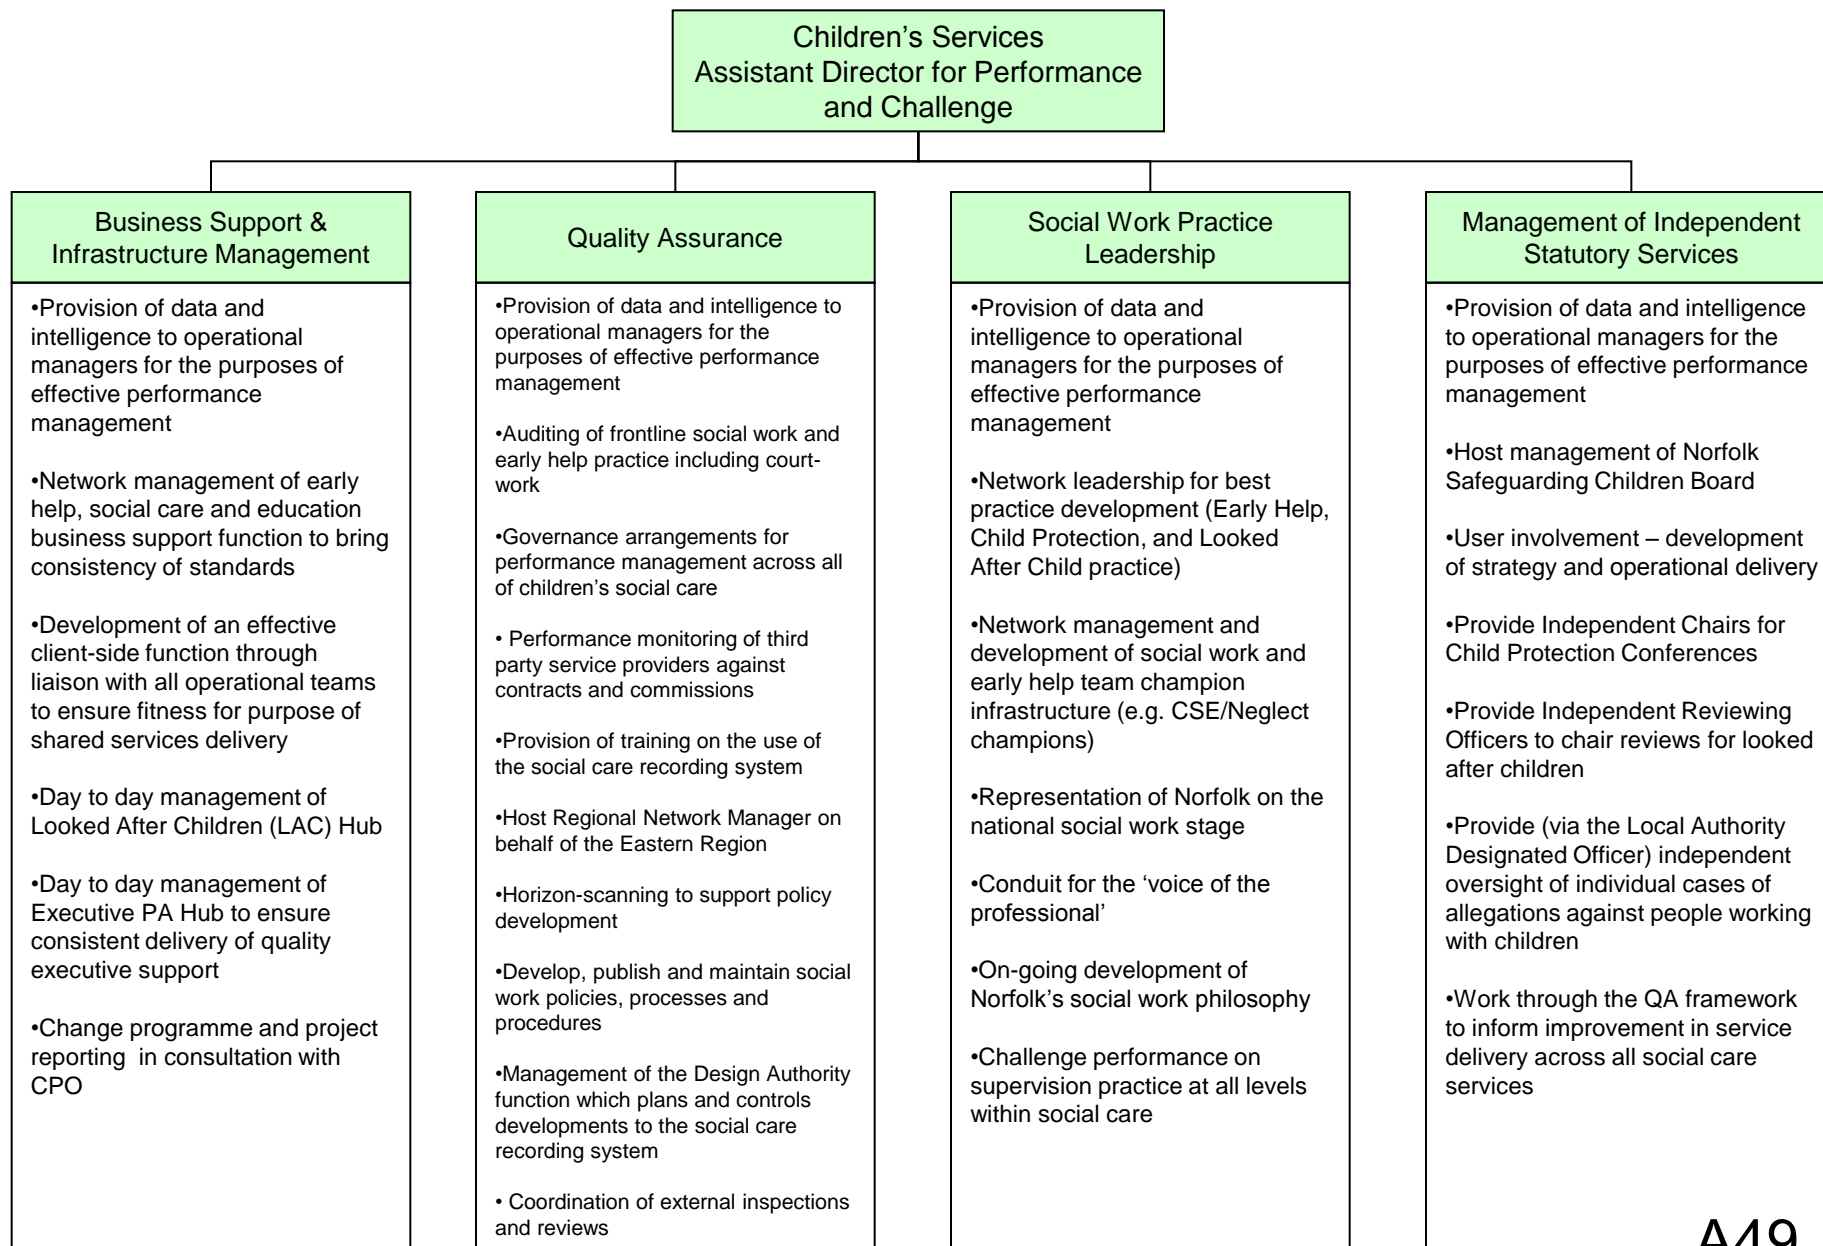 Children’s Services
Assistant Director for Performance
and Challenge
Business Support &
Infrastructure Management
•Provision of data and
intelligence to operational
managers for the purposes of
effective performance
management
•Network management of early
help, social care and education
business support function to bring
consistency of standards
•Development of an effective
client-side function through
liaison with all operational teams
to ensure fitness for purpose of
shared services delivery
•Day to day management of
Looked After Children (LAC) Hub
•Day to day management of
Executive PA Hub to ensure
consistent delivery of quality
executive support
•Change programme and project
reporting  in consultation with
CPO
Quality Assurance
•Provision of data and intelligence to
operational managers for the
purposes of effective performance
management
•Auditing of frontline social work and
early help practice including court-
work
•Governance arrangements for
performance management across all
of children’s social care
• Performance monitoring of third
party service providers against
contracts and commissions
•Provision of training on the use of
the social care recording system
•Host Regional Network Manager on
behalf of the Eastern Region
•Horizon-scanning to support policy
development
•Develop, publish and maintain social
work policies, processes and
procedures
•Management of the Design Authority
function which plans and controls
developments to the social care
recording system
• Coordination of external inspections
and reviews
Social Work Practice
Leadership
•Provision of data and
intelligence to operational
managers for the purposes of
effective performance
management
•Network leadership for best
practice development (Early Help,
Child Protection, and Looked
After Child practice)
•Network management and
development of social work and
early help team champion
infrastructure (e.g. CSE/Neglect
champions)
•Representation of Norfolk on the
national social work stage
•Conduit for the ‘voice of the
professional’
•On-going development of
Norfolk’s social work philosophy
•Challenge performance on
supervision practice at all levels
within social care
Management of Independent
Statutory Services
•Provision of data and intelligence
to operational managers for the
purposes of effective performance
management
•Host management of Norfolk
Safeguarding Children Board
•User involvement – development
of strategy and operational delivery
•Provide Independent Chairs for
Child Protection Conferences
•Provide Independent Reviewing
Officers to chair reviews for looked
after children
•Provide (via the Local Authority
Designated Officer) independent
oversight of individual cases of
allegations against people working
with children
•Work through the QA framework
to inform improvement in service
delivery across all social care
services
A49